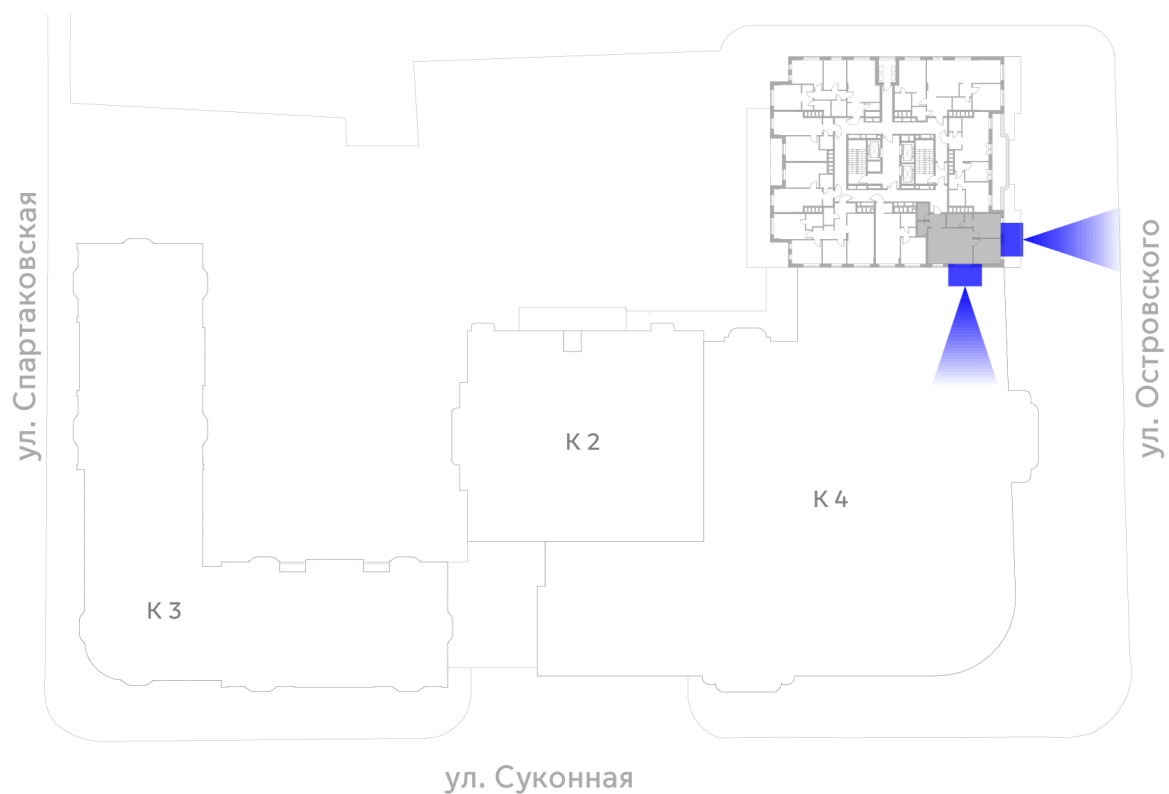 ул. Спартаковская
ул. Островского
К 2
К 4
К 3
ул. Суконная